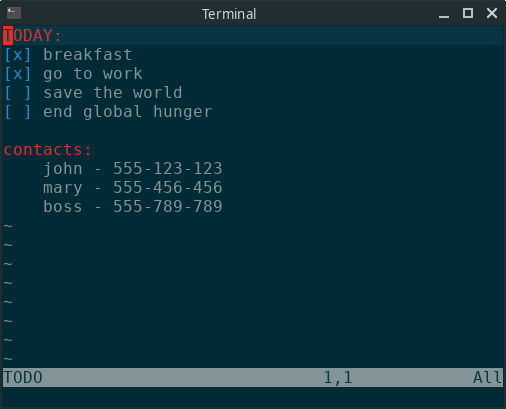 Terminal
TODAY:
[x] breakfast
[x] go to work
[ ] save the world
[ ] end global hunger

contacts:
    john - 555-123-123
    mary - 555-456-456
    boss - 555-789-789
~
~
~
~
~
~
~
~
TODO 1,1 All